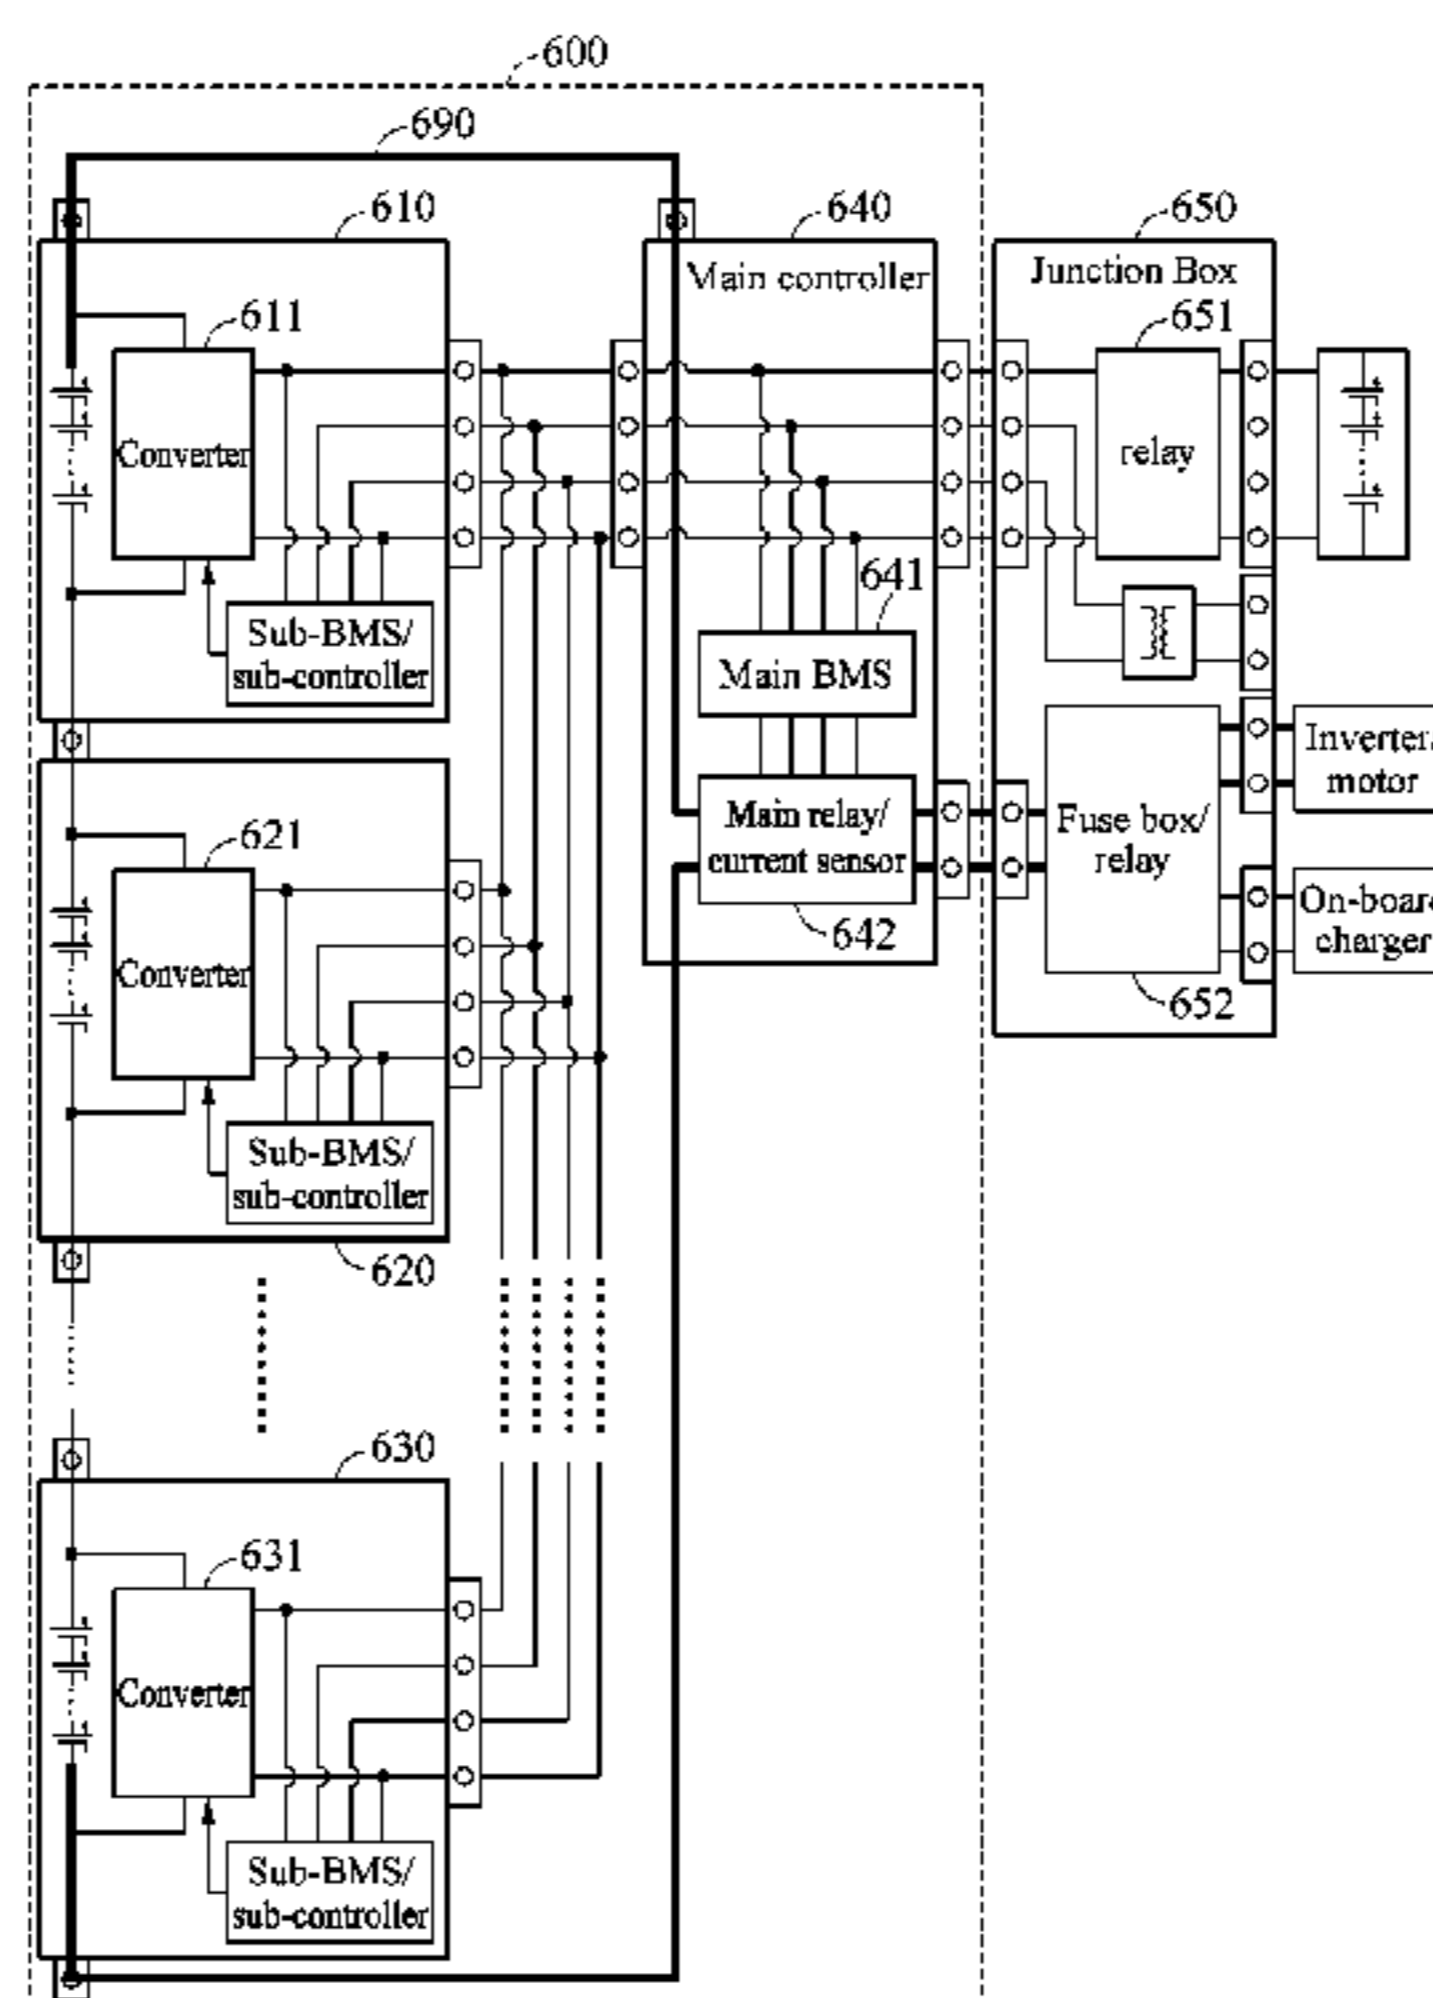 600
690
610
640
650
Main controller
Junction Box
611
651
Converter
relay
641
Sub-BMS/
sub-controller
Main BMS
Inverter
motor
621
Main relay/
current sensor
Fuse box/
relay
On-board
charger
642
652
Converter
Sub-BMS/
sub-controller
620
630
631
Converter
Sub-BMS/
sub-controller